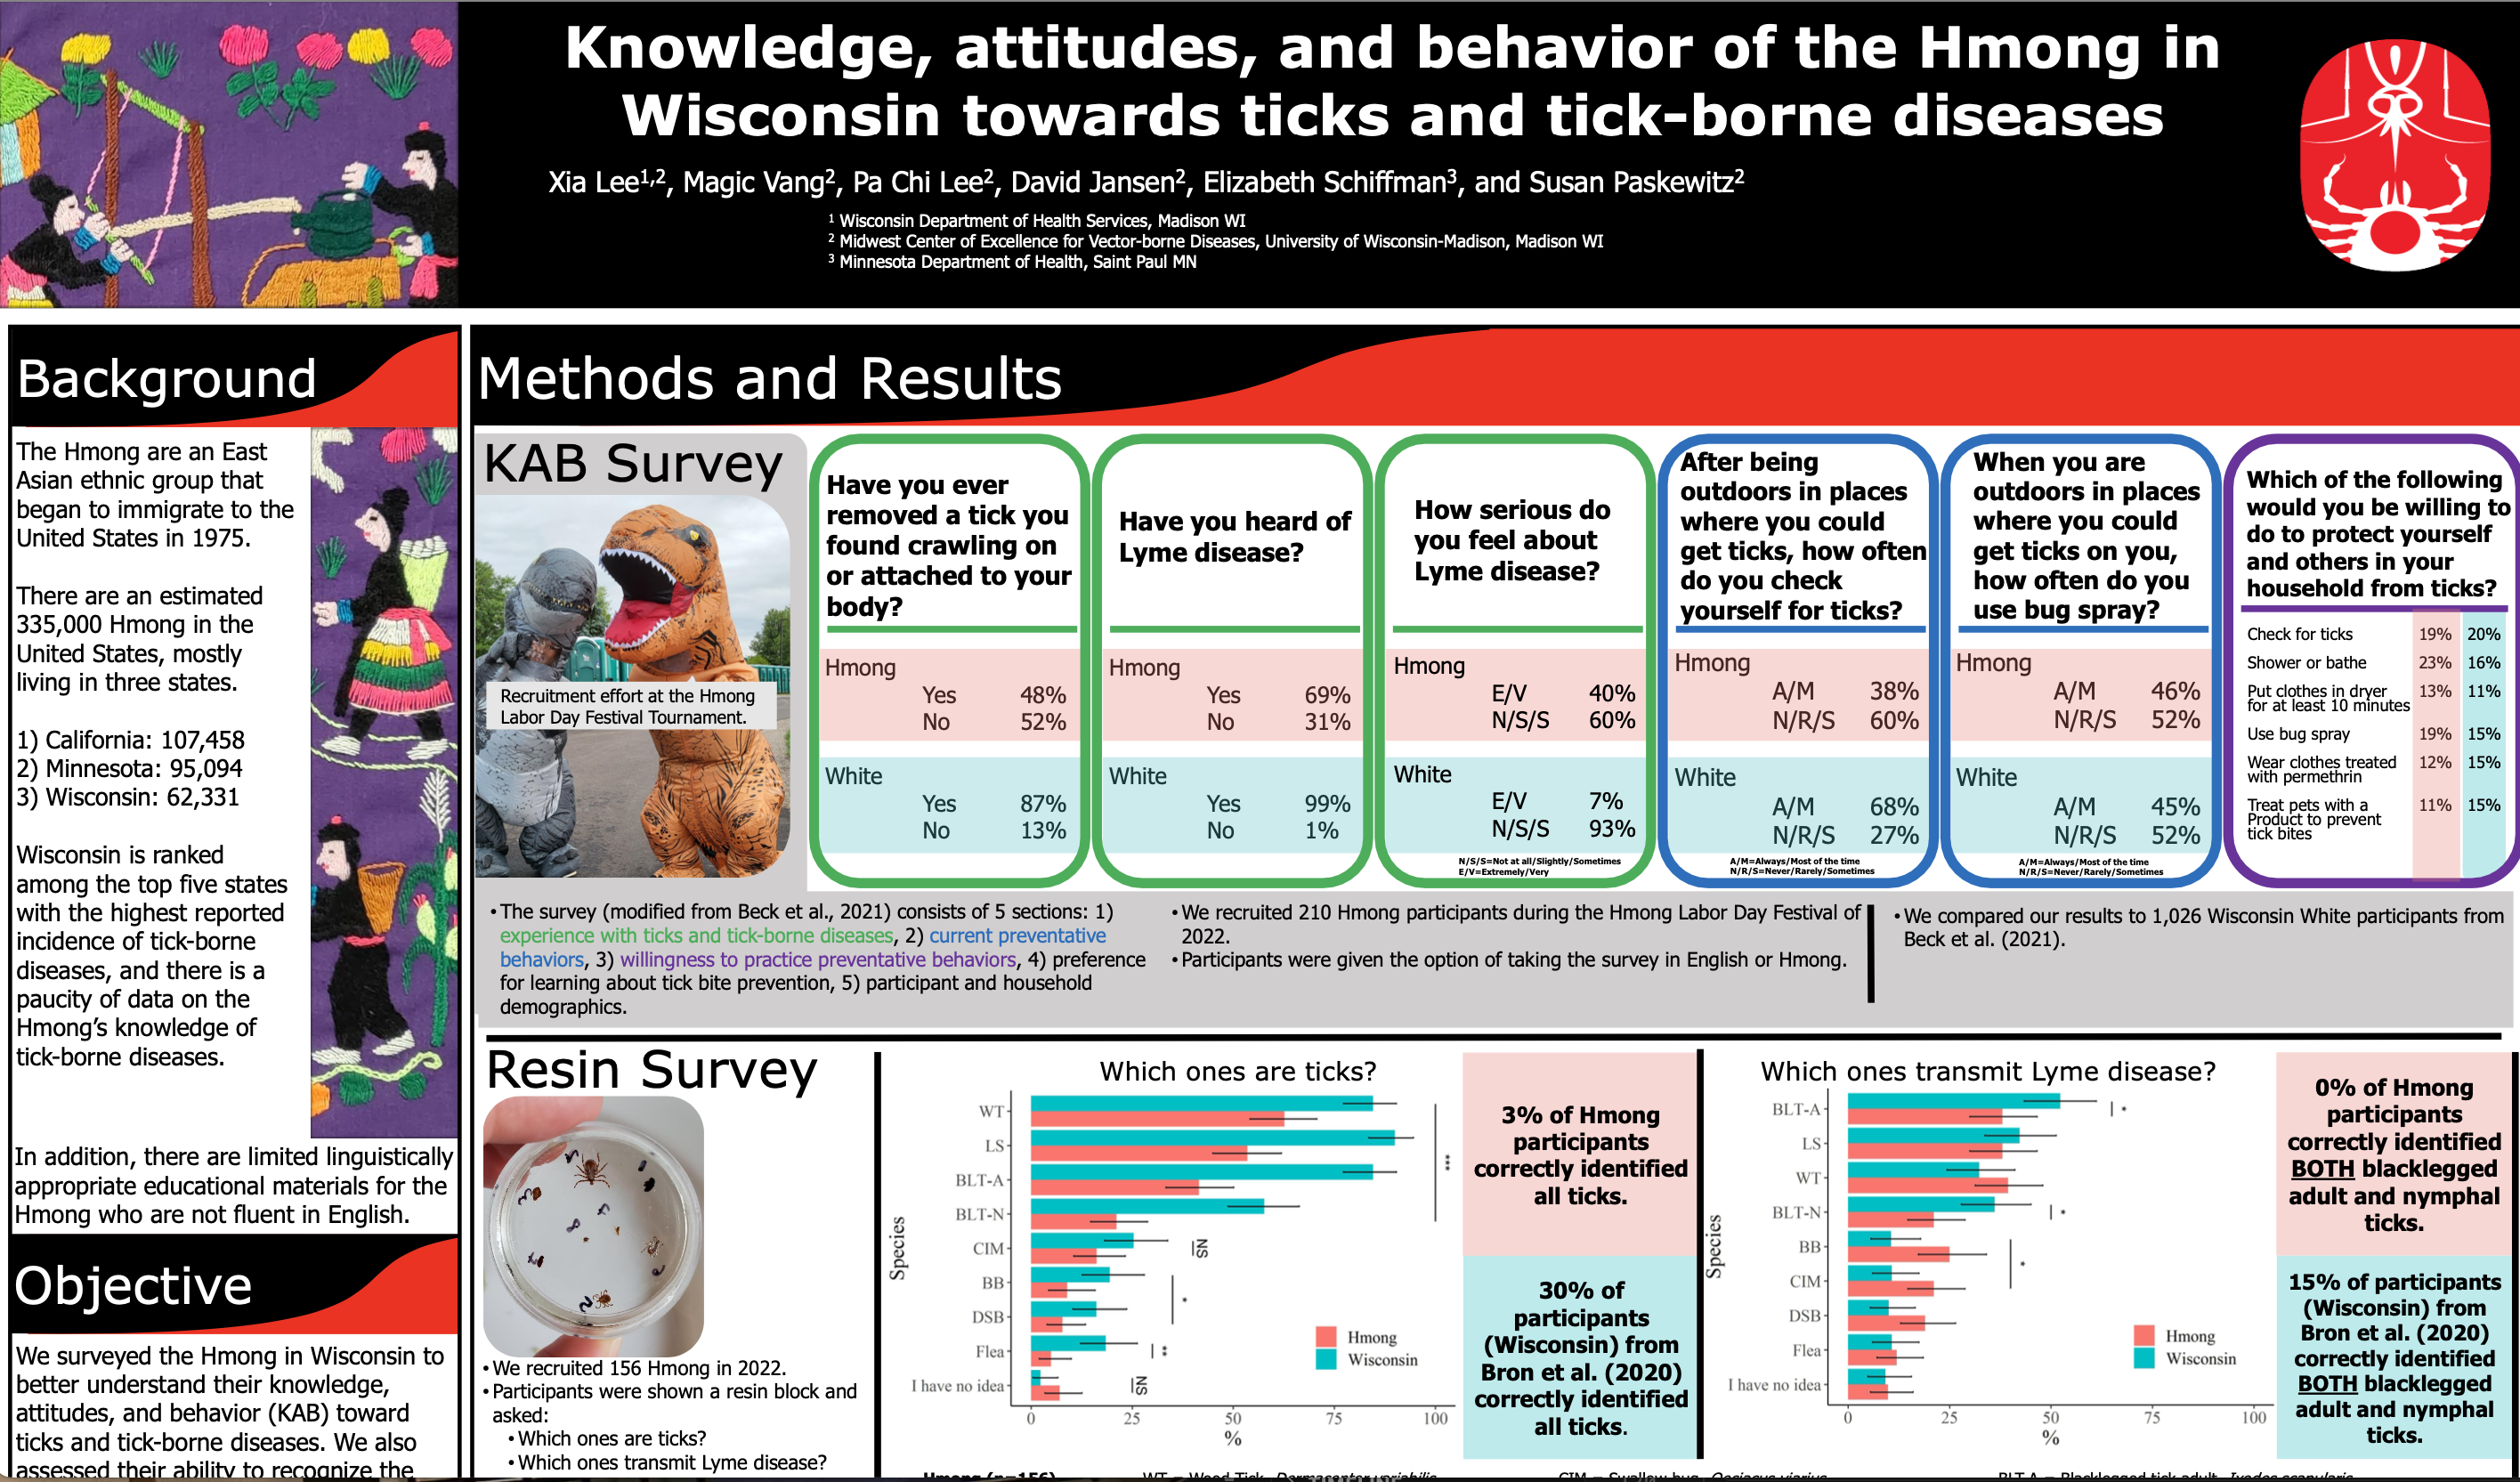 Knowledge, attitudes, and behavior of the Hmong in
Wisconsin towards ticks and tick-borne diseases
Xia Lee1,2, Magic Vang2, Pa Chi Lee2, David Jansen2, Elizabeth Schiffman3, and Susan Paskewitz2
1 Wisconsin Department of Health Services, Madison WI
2 Midwest Center of Excellence for Vector-borne Diseases, University of Wisconsin-Madison, Madison WI
3 Minnesota Department of Health, Saint Paul MN
Background
The Hmong are an East
Asian ethnic group that
began to immigrate to the
United States in 1975.
There are an estimated
335,000 Hmong in the
United States, mostly
living in three states.
1) California: 107,458
2) Minnesota: 95,094
3) Wisconsin: 62,331
Wisconsin is ranked
among the top five states
with the highest reported
incidence of tick-borne
diseases, and there is a
paucity of data on the
Hmong’s knowledge of
tick-borne diseases.
In addition, there are limited linguistically
appropriate educational materials for the
Hmong who are not fluent in English.
Objective
We surveyed the Hmong in Wisconsin to
better understand their knowledge,
attitudes, and behavior (KAB) toward
ticks and tick-borne diseases. We also
assessed their ability to recognize the
Methods and Results
KAB Survey
Recruitment effort at the Hmong
Labor Day Festival Tournament.
Have you ever
removed a tick you
found crawling on
or attached to your
body?
Hmong
Yes 48%
No 52%
White
Yes 87%
No 13%
Have you heard of
Lyme disease?
Hmong
Yes 69%
No 31%
White
Yes 99%
No 1%
How serious do
you feel about
Lyme disease?
Hmong
E/V 40%
N/S/S 60%
White
E/V 7%
N/S/S 93%
N/S/S=Not at all/Slightly/Sometimes
E/V=Extremely/Very
After being
outdoors in places
where you could
get ticks, how often
do you check
yourself for ticks?
Hmong
A/M 38%
N/R/S 60%
White
A/M 68%
N/R/S 27%
A/M=Always/Most of the time
N/R/S=Never/Rarely/Sometimes
When you are
outdoors in places
where you could
get ticks on you,
how often do you
use bug spray?
Hmong
A/M 46%
N/R/S 52%
White
A/M 45%
N/R/S 52%
A/M=Always/Most of the time
N/R/S=Never/Rarely/Sometimes
Which of the following
would you be willing to
do to protect yourself
and others in your
household from ticks?
Check for ticks 19% 20%
Shower or bathe 23% 16%
Put clothes in dryer 13% 11%
for at least 10 minutes
Use bug spray 19% 15%
Wear clothes treated 12% 15%
with permethrin
Treat pets with a 11% 15%
Product to prevent
tick bites
• The survey (modified from Beck et al., 2021) consists of 5 sections: 1)
experience with ticks and tick-borne diseases, 2) current preventative
behaviors, 3) willingness to practice preventative behaviors, 4) preference
for learning about tick bite prevention, 5) participant and household
demographics.
• We recruited 210 Hmong participants during the Hmong Labor Day Festival of
2022.
• Participants were given the option of taking the survey in English or Hmong.
• We compared our results to 1,026 Wisconsin White participants from
Beck et al. (2021).
Resin Survey
• We recruited 156 Hmong in 2022.
• Participants were shown a resin block and
asked:
• Which ones are ticks?
• Which ones transmit Lyme disease?
Which ones are ticks?
Species
WT
LS
BLT-A
BLT-N
CIM
BB
DSB
Flea
I have no idea
***
NS
*
**
NS
Hmong
Wisconsin
0 25 50 75 100
%
3% of Hmong
participants
correctly identified
all ticks.
30% of
participants
(Wisconsin) from
Bron et al. (2020)
correctly identified
all ticks.
Which ones transmit Lyme disease?
Species
BLT-A
LS
WT
BLT-N
BB
CIM
DSB
Flea
I have no idea
*
*
*
Hmong
Wisconsin
0 25 50 75 100
%
0% of Hmong
participants
correctly identified
BOTH blacklegged
adult and nymphal
ticks.
15% of participants
(Wisconsin) from
Bron et al. (2020)
correctly identified
BOTH blacklegged
adult and nymphal
ticks.